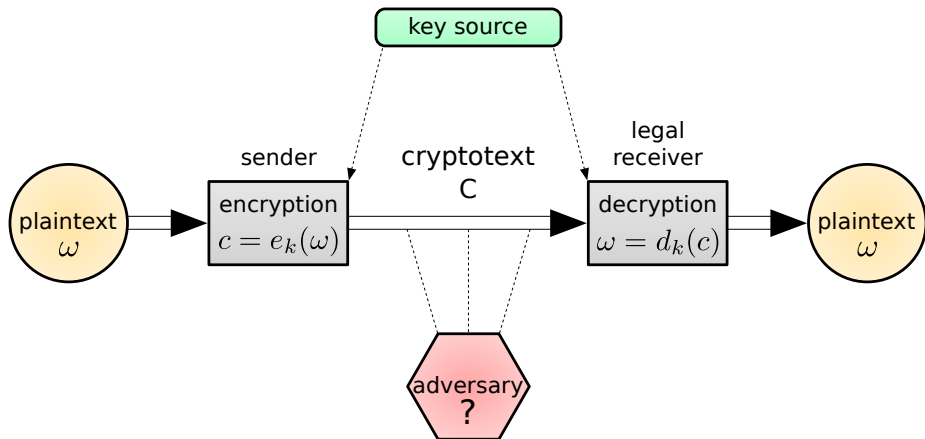 key source
sender
cryptotext
C
legal
receiver
plaintext
ω
encryption
c = e_k(ω)
decryption
ω = d_k(c)
plaintext
ω
adversary
?